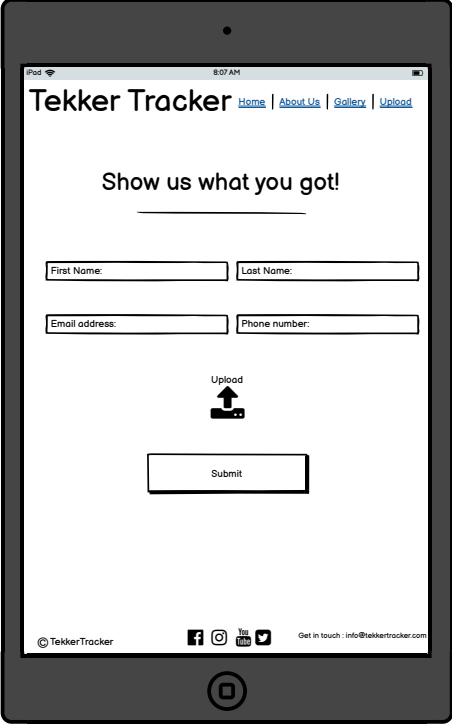 iPad 8:07 AM
Tekker Tracker Home | About Us | Gallery | Upload
Show us what you got!
First Name: Last Name:
Email address: Phone number:
Upload
Submit
© TekkerTracker You Tube Get in touch : info@tekkertracker.com